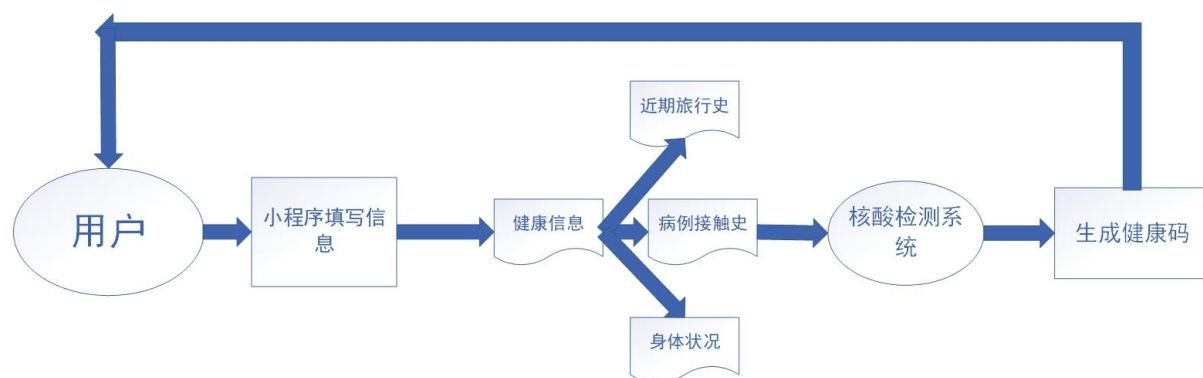 近期旅行史
用户
小程序填写信
息
健康信息
病例接触史
核酸检测系
统
生成健康码
身体状况